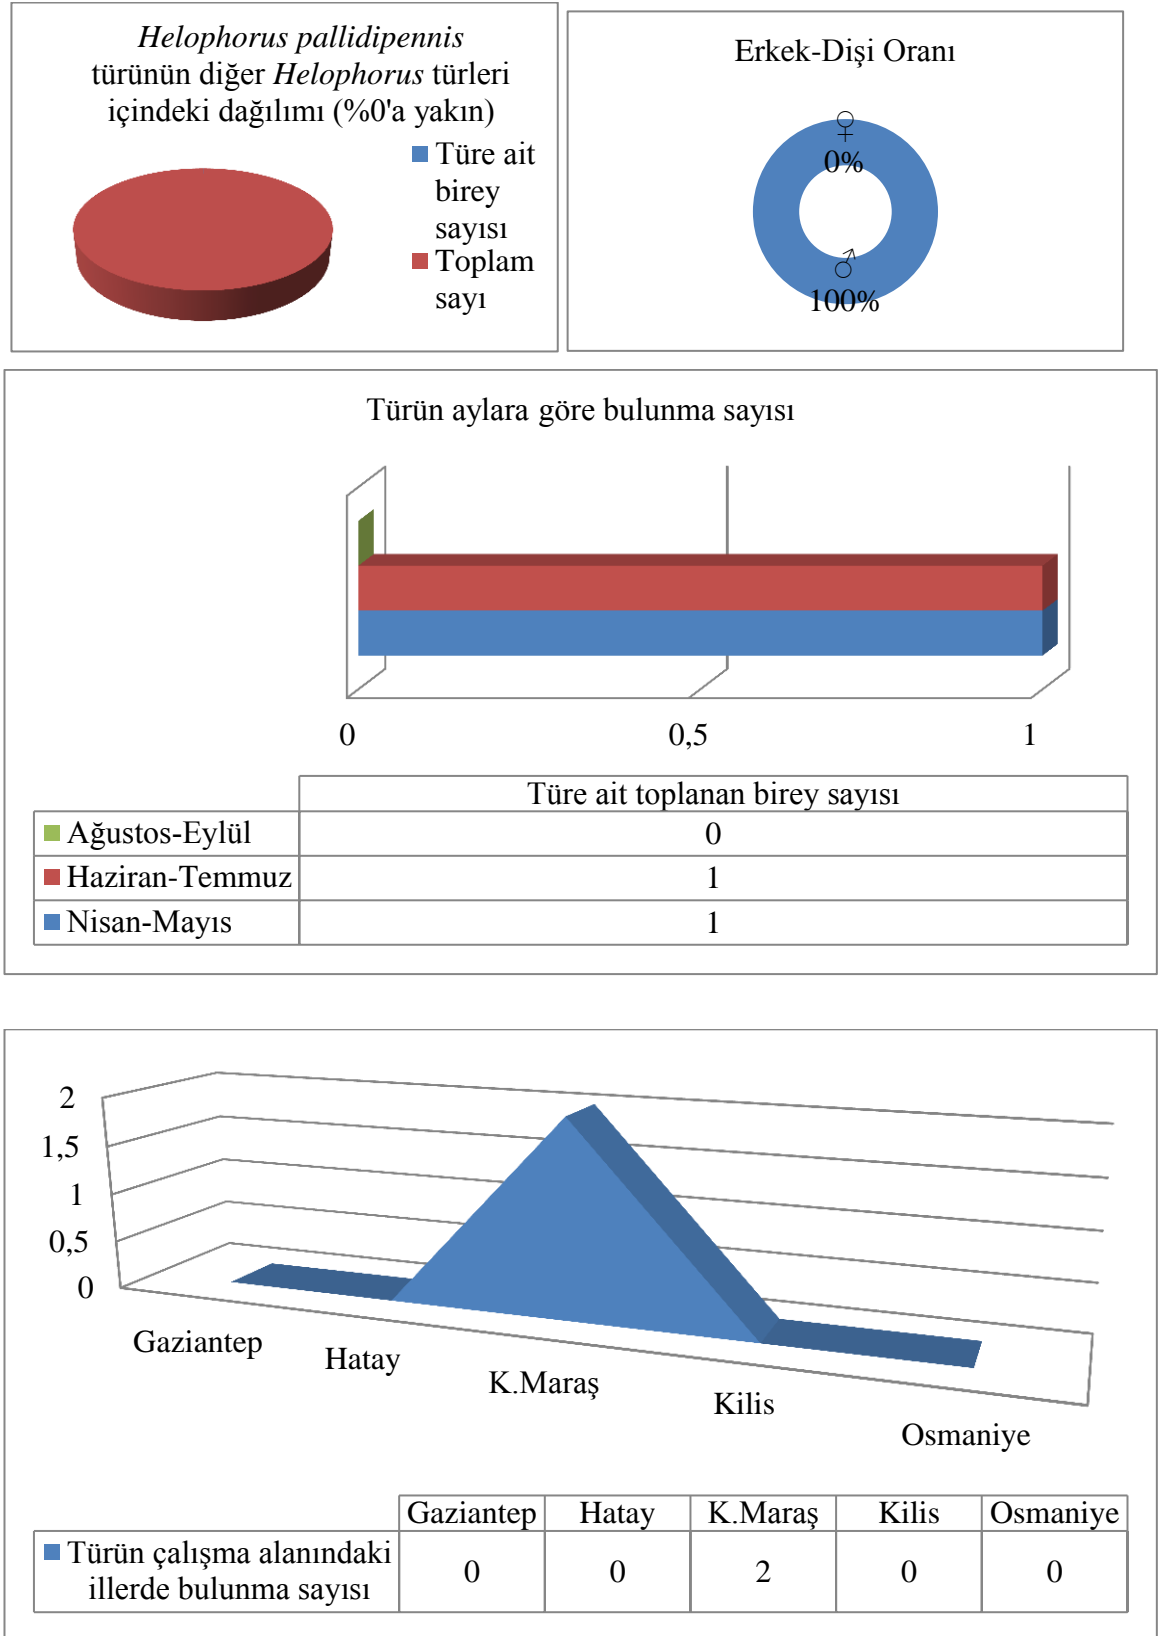 Helophorus pallidipennis
türünün diğer Helophorus türleri
içindeki dağılımı (%0'a yakın)
Türe ait
birey
sayısı
Toplam
sayı
Erkek-Dişi Oranı
♀
0%
♂
100%
Türün aylara göre bulunma sayısı
0 0,5 1
Türe ait toplanan birey sayısı
Ağustos-Eylül 0
Haziran-Temmuz 1
Nisan-Mayıs 1
2
1,5
1
0,5
0
Gaziantep
Hatay
K.Maraş
Kilis
Osmaniye
Gaziantep Hatay K.Maraş Kilis Osmaniye
Türün çalışma alanındaki
illerde bulunma sayısı
0 0 2 0 0